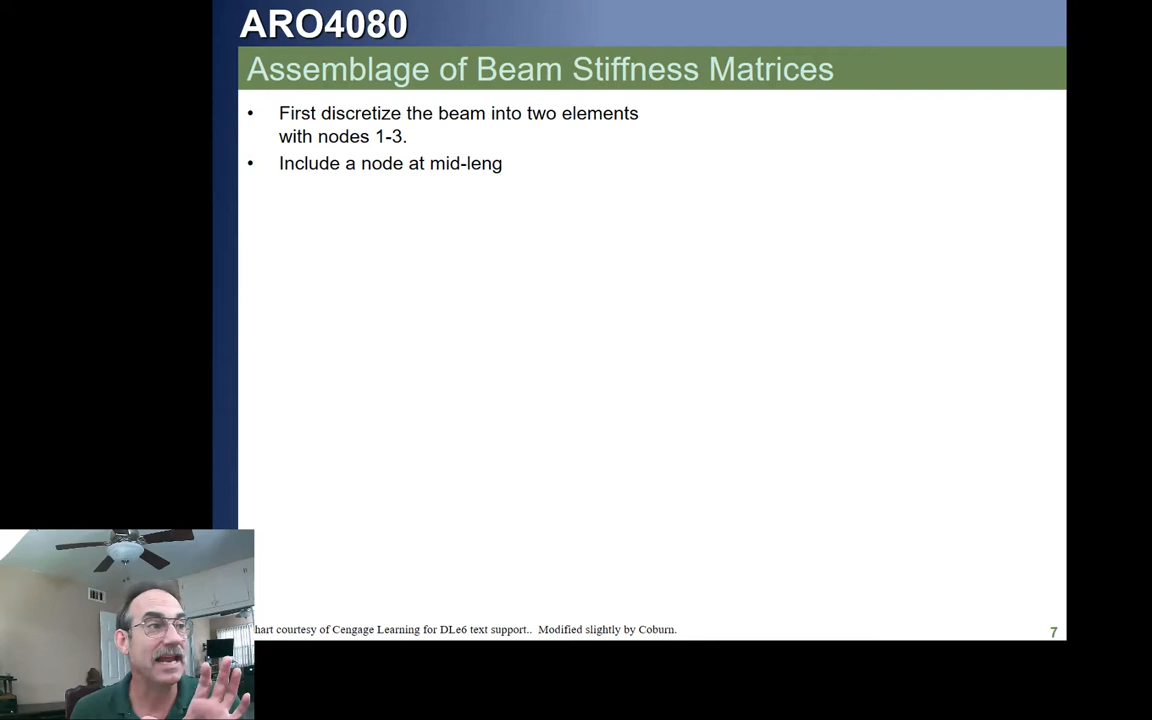 ARO4080
Assemblage of Beam Stiffness Matrices
• First discretize the beam into two elements
with nodes 1-3.
• Include a node at mid-leng
hart courtesy of Cengage Learning for DLe6 text support.. Modified slightly by Coburn.
7